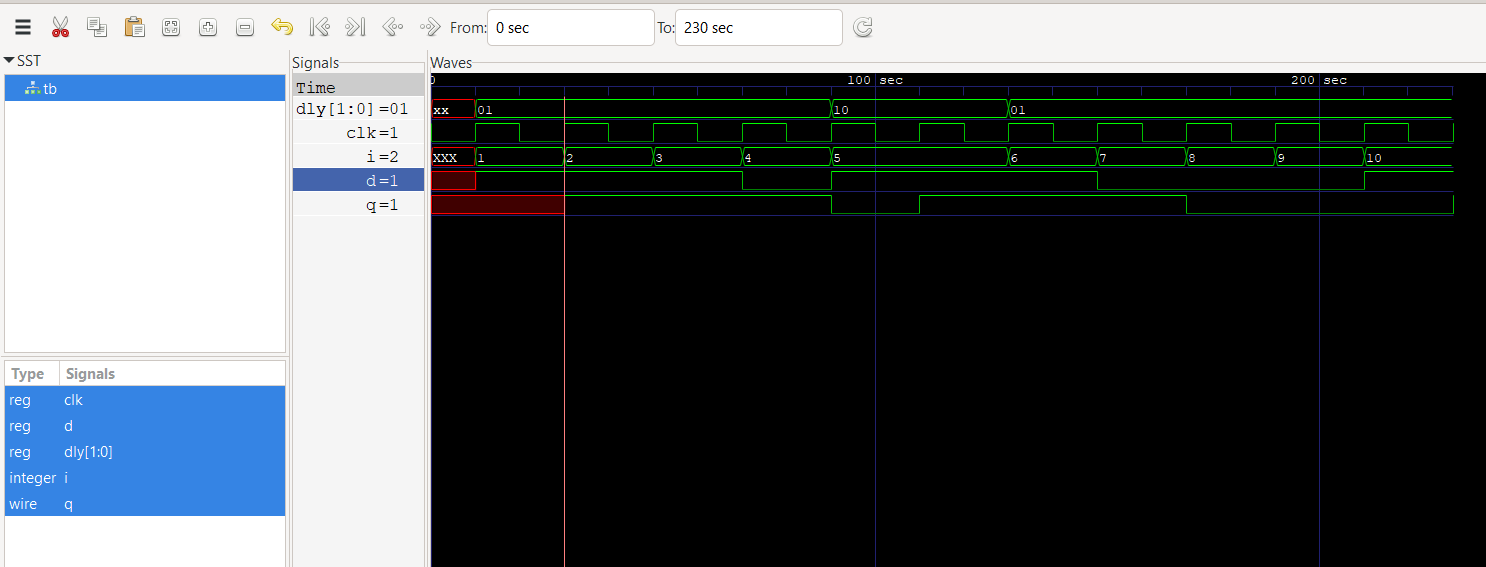 From: 0 sec To: 230 sec
SST
tb
Type Signals
reg clk
reg d
reg dly[1:0]
integer i
wire q
Signals
Time
dly[1:0] =01
clk=1
i=2
d=1
q=1
Waves
0 100 sec 200 sec
xx 01 10 01
XXX 1 2 3 4 5 6 7 8 9 10